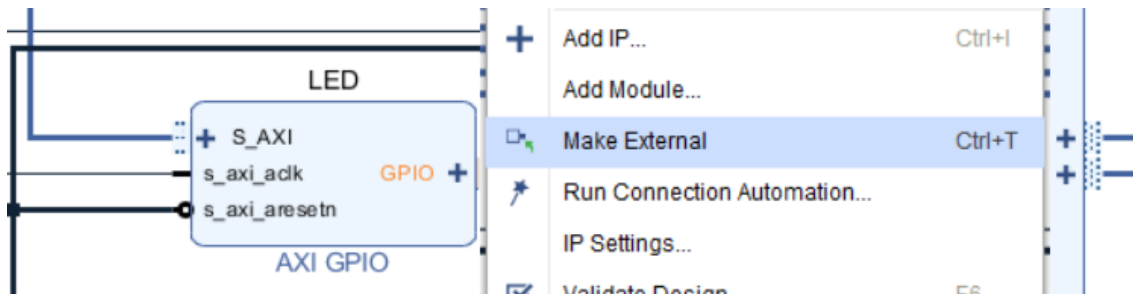 LED
S_AXI
s_axi_aclk
GPIO
s_axi_aresetn
AXI GPIO
Add IP... Ctrl+I
Add Module...
Make External Ctrl+T
Run Connection Automation...
IP Settings...
Validate Design F6